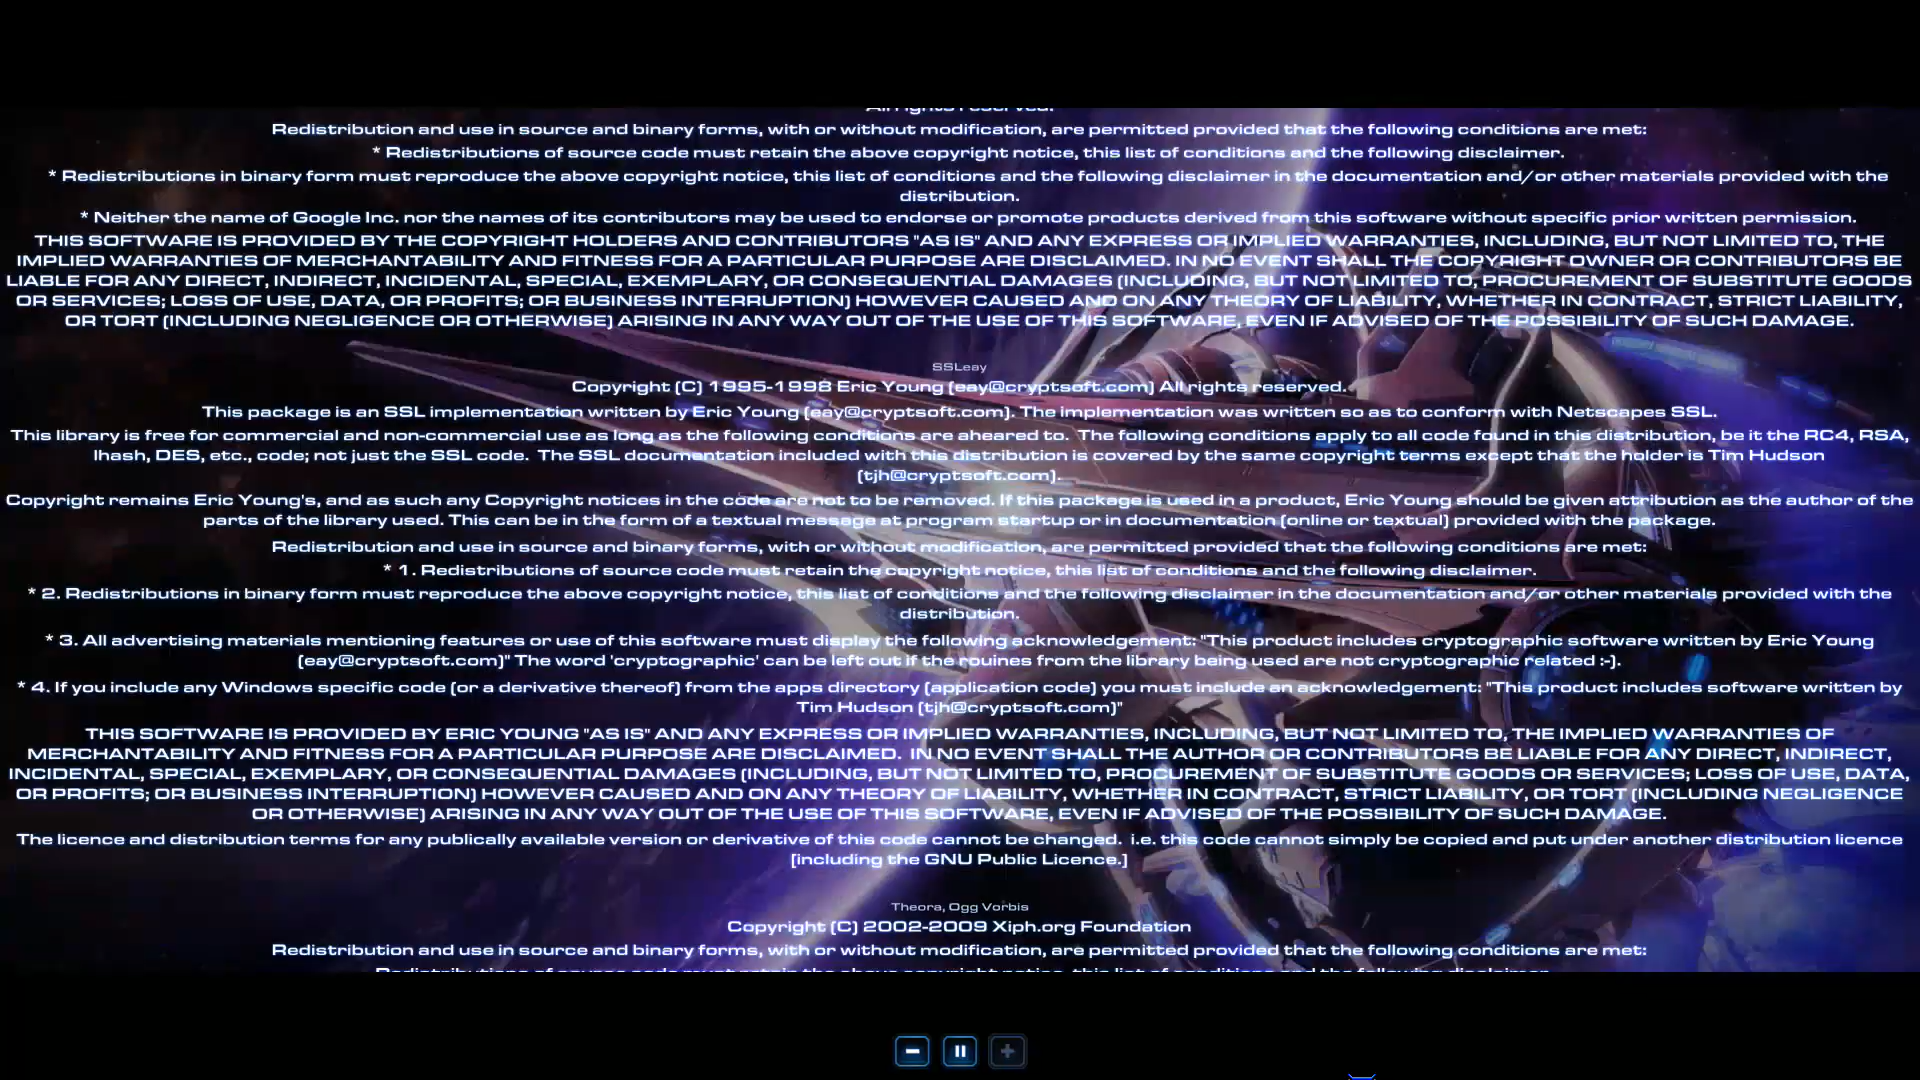 All rights reserved.
Redistribution and use in source and binary forms, with or without modification, are permitted provided that the following conditions are met:
* Redistributions of source code must retain the above copyright notice, this list of conditions and the following disclaimer.
* Redistributions in binary form must reproduce the above copyright notice, this list of conditions and the following disclaimer in the documentation and/or other materials provided with the
distribution.
* Neither the name of Google Inc. nor the names of its contributors may be used to endorse or promote products derived from this software without specific prior written permission.
THIS SOFTWARE IS PROVIDED BY THE COPYRIGHT HOLDERS AND CONTRIBUTORS "AS IS" AND ANY EXPRESS OR IMPLIED WARRANTIES, INCLUDING, BUT NOT LIMITED TO, THE
IMPLIED WARRANTIES OF MERCHANTABILITY AND FITNESS FOR A PARTICULAR PURPOSE ARE DISCLAIMED. IN NO EVENT SHALL THE COPYRIGHT OWNER OR CONTRIBUTORS BE
LIABLE FOR ANY DIRECT, INDIRECT, INCIDENTAL, SPECIAL, EXEMPLARY, OR CONSEQUENTIAL DAMAGES (INCLUDING, BUT NOT LIMITED TO, PROCUREMENT OF SUBSTITUTE GOODS
OR SERVICES; LOSS OF USE, DATA, OR PROFITS; OR BUSINESS INTERRUPTION) HOWEVER CAUSED AND ON ANY THEORY OF LIABILITY, WHETHER IN CONTRACT, STRICT LIABILITY,
OR TORT (INCLUDING NEGLIGENCE OR OTHERWISE) ARISING IN ANY WAY OUT OF THE USE OF THIS SOFTWARE, EVEN IF ADVISED OF THE POSSIBILITY OF SUCH DAMAGE.
SSLeay
Copyright (C) 1995-1998 Eric Young (eay@cryptsoft.com) All rights reserved.
This package is an SSL implementation written by Eric Young (eay@cryptsoft.com). The implementation was written so as to conform with Netscapes SSL.
This library is free for commercial and non-commercial use as long as the following conditions are aheared to.  The following conditions apply to all code found in this distribution, be it the RC4, RSA,
lhash, DES, etc., code; not just the SSL code.  The SSL documentation included with this distribution is covered by the same copyright terms except that the holder is Tim Hudson
(tjh@cryptsoft.com).
Copyright remains Eric Young's, and as such any Copyright notices in the code are not to be removed. If this package is used in a product, Eric Young should be given attribution as the author of the
parts of the library used. This can be in the form of a textual message at program startup or in documentation (online or textual) provided with the package.
Redistribution and use in source and binary forms, with or without modification, are permitted provided that the following conditions are met:
* 1. Redistributions of source code must retain the copyright notice, this list of conditions and the following disclaimer.
* 2. Redistributions in binary form must reproduce the above copyright notice, this list of conditions and the following disclaimer in the documentation and/or other materials provided with the
distribution.
* 3. All advertising materials mentioning features or use of this software must display the following acknowledgement: "This product includes cryptographic software written by Eric Young
(eay@cryptsoft.com)" The word 'cryptographic' can be left out if the rouines from the library being used are not cryptographic related :-).
* 4. If you include any Windows specific code (or a derivative thereof) from the apps directory (application code) you must include an acknowledgement: "This product includes software written by
Tim Hudson (tjh@cryptsoft.com)"
THIS SOFTWARE IS PROVIDED BY ERIC YOUNG "AS IS" AND ANY EXPRESS OR IMPLIED WARRANTIES, INCLUDING, BUT NOT LIMITED TO, THE IMPLIED WARRANTIES OF
MERCHANTABILITY AND FITNESS FOR A PARTICULAR PURPOSE ARE DISCLAIMED.  IN NO EVENT SHALL THE AUTHOR OR CONTRIBUTORS BE LIABLE FOR ANY DIRECT, INDIRECT,
INCIDENTAL, SPECIAL, EXEMPLARY, OR CONSEQUENTIAL DAMAGES (INCLUDING, BUT NOT LIMITED TO, PROCUREMENT OF SUBSTITUTE GOODS OR SERVICES; LOSS OF USE, DATA,
OR PROFITS; OR BUSINESS INTERRUPTION) HOWEVER CAUSED AND ON ANY THEORY OF LIABILITY, WHETHER IN CONTRACT, STRICT LIABILITY, OR TORT (INCLUDING NEGLIGENCE
OR OTHERWISE) ARISING IN ANY WAY OUT OF THE USE OF THIS SOFTWARE, EVEN IF ADVISED OF THE POSSIBILITY OF SUCH DAMAGE.
The licence and distribution terms for any publically available version or derivative of this code cannot be changed.  i.e. this code cannot simply be copied and put under another distribution licence
[including the GNU Public Licence.]
Theora, Ogg Vorbis
Copyright (C) 2002-2009 Xiph.org Foundation
Redistribution and use in source and binary forms, with or without modification, are permitted provided that the following conditions are met:
Redistributions of source code must retain the above copyright notice, this list of conditions and the following disclaimer.